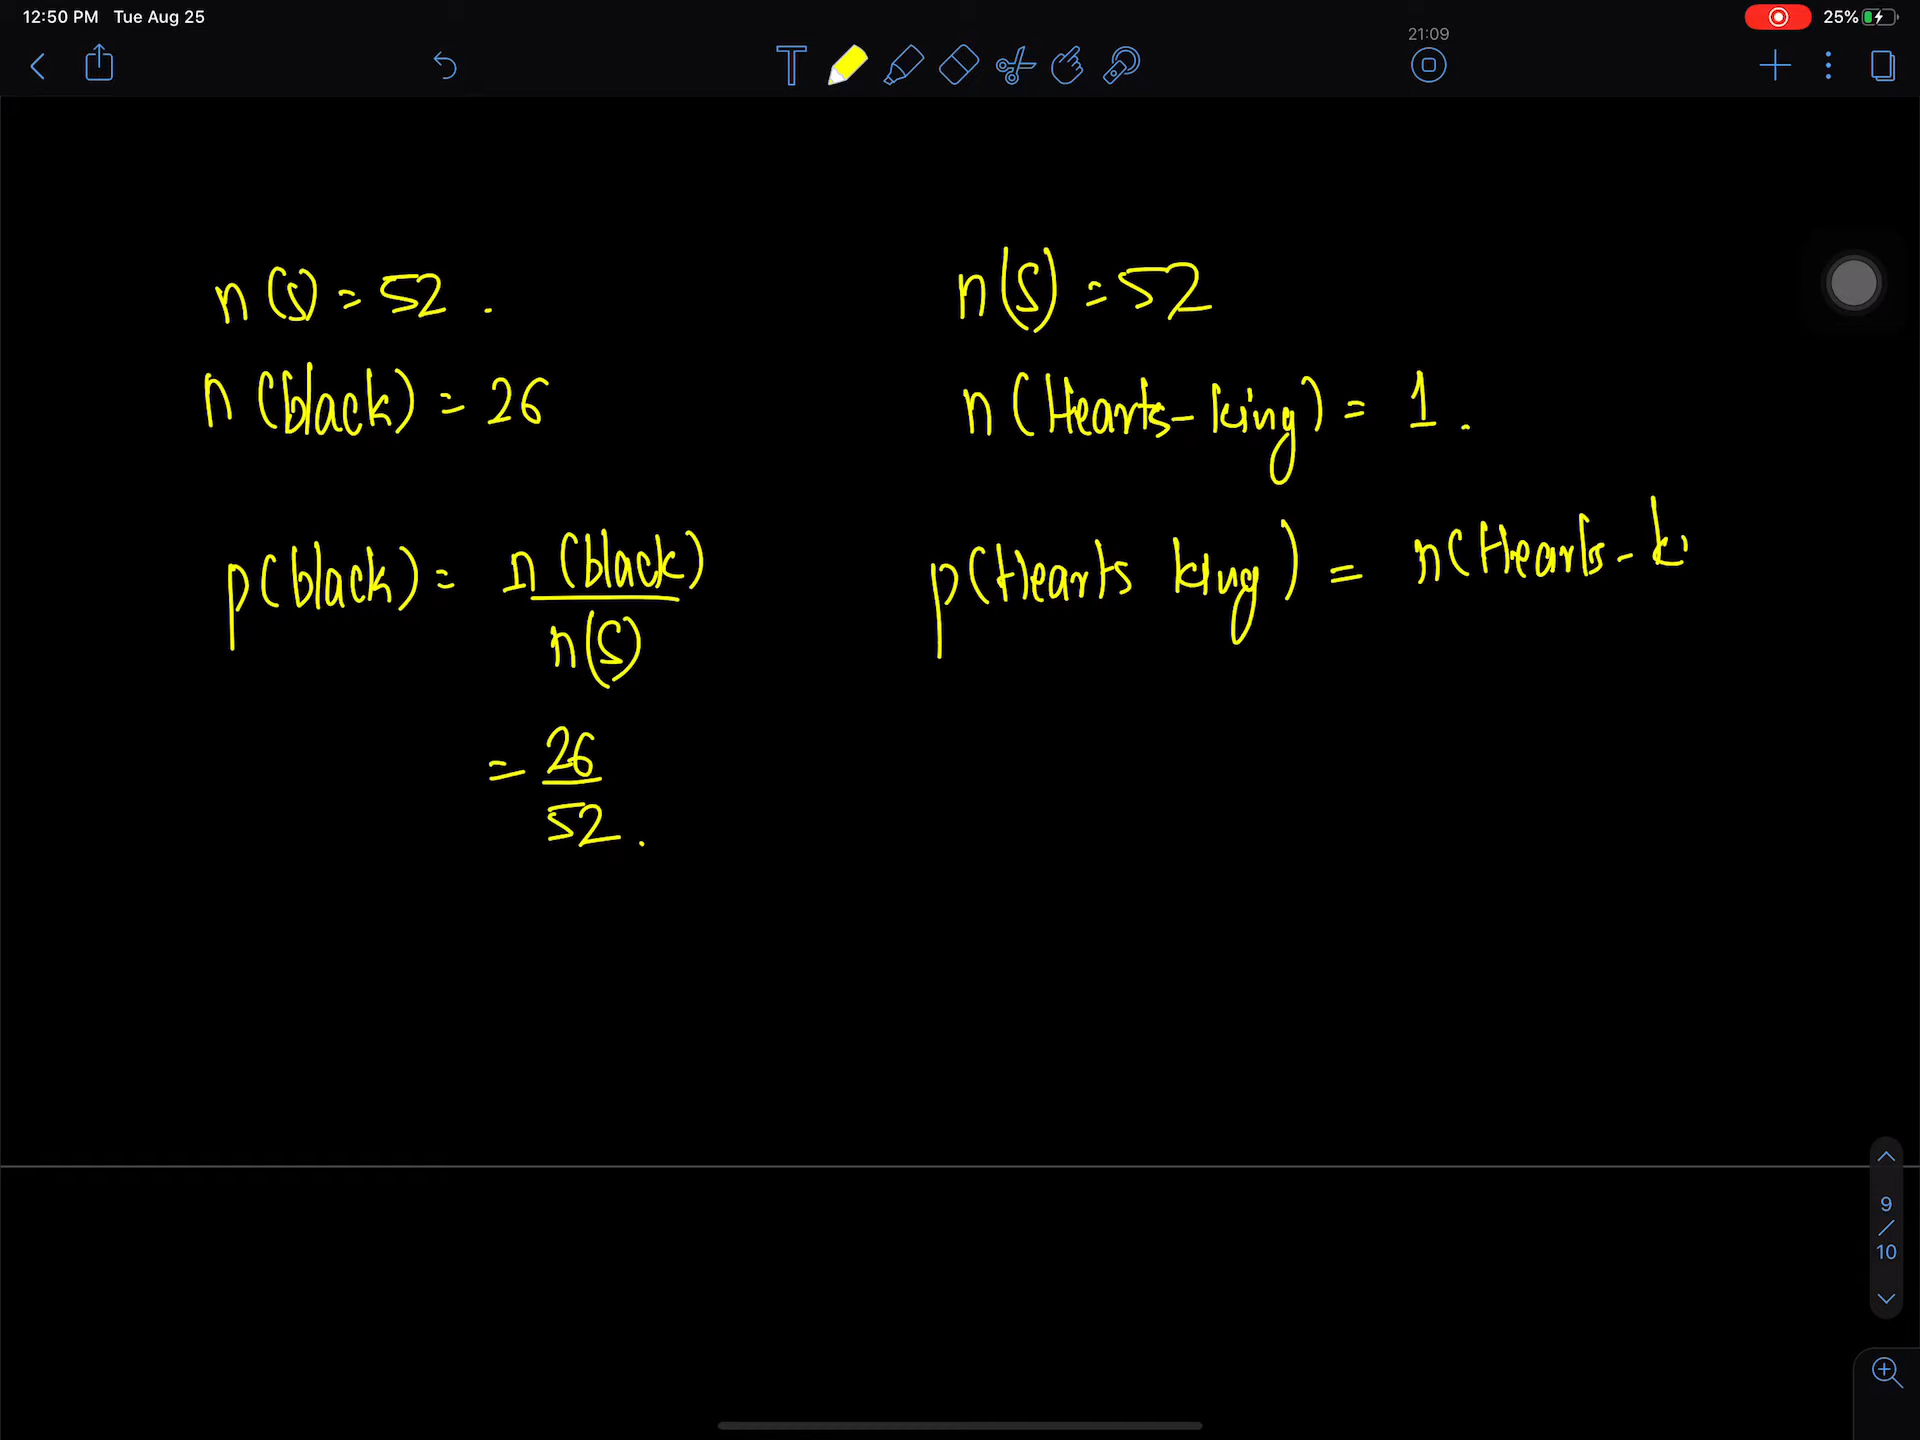 12:50 PM Tue Aug 25
25%
21:09
n(s) = 52 .
n(black) = 26
p(black) = n(black)
n(S)
= 26
52 .
n(S) = 52
n(Hearts-king) = 1 .
p(Hearts king) = n(Hearts-ki
9
/
10